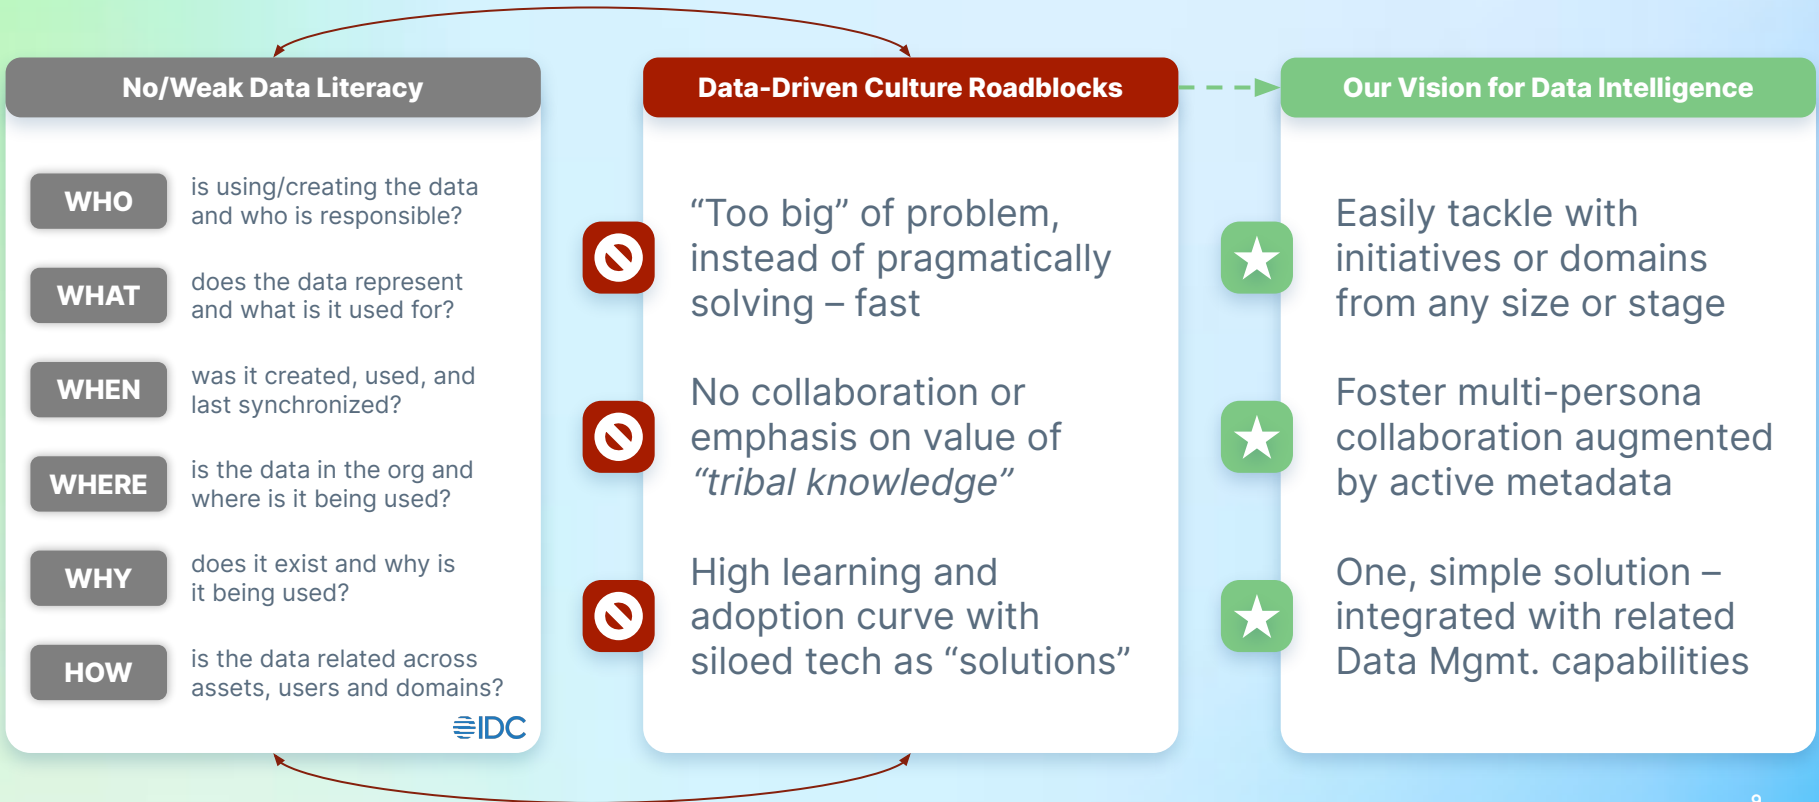 No/Weak Data Literacy
WHO
is using/creating the data
and who is responsible?
WHAT
does the data represent
and what is it used for?
WHEN
was it created, used, and
last synchronized?
WHERE
is the data in the org and
where is it being used?
WHY
does it exist and why is
it being used?
HOW
is the data related across
assets, users and domains?
IDC
Data-Driven Culture Roadblocks
“Too big” of problem,
instead of pragmatically
solving – fast
No collaboration or
emphasis on value of
“tribal knowledge”
High learning and
adoption curve with
siloed tech as “solutions”
Our Vision for Data Intelligence
Easily tackle with
initiatives or domains
from any size or stage
Foster multi-persona
collaboration augmented
by active metadata
One, simple solution –
integrated with related
Data Mgmt. capabilities